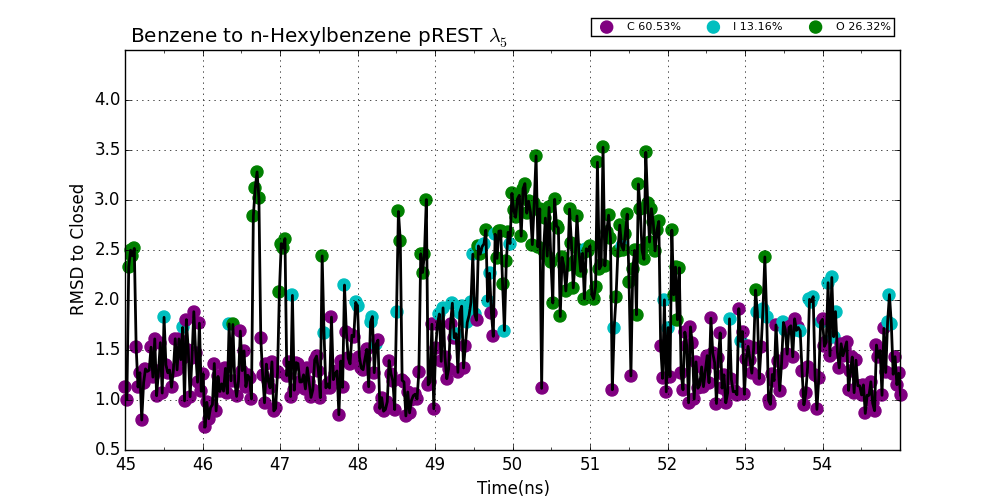 Benzene to n-Hexylbenzene pREST λ₅
C 60.53% I 13.16% O 26.32%
RMSD to Closed
4.0
3.5
3.0
2.5
2.0
1.5
1.0
0.5
45 46 47 48 49 50 51 52 53 54
Time(ns)